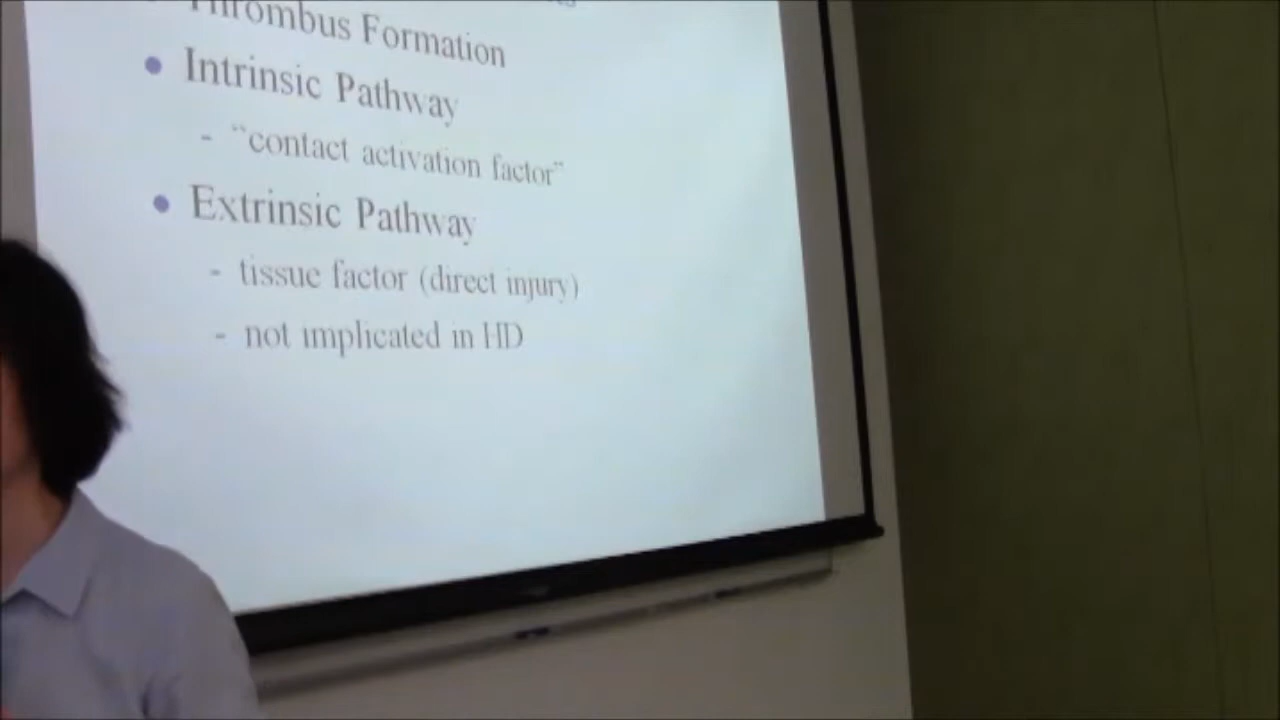 Thrombus Formation
• Intrinsic Pathway
- "contact activation factor"
• Extrinsic Pathway
- tissue factor (direct injury)
- not implicated in HD